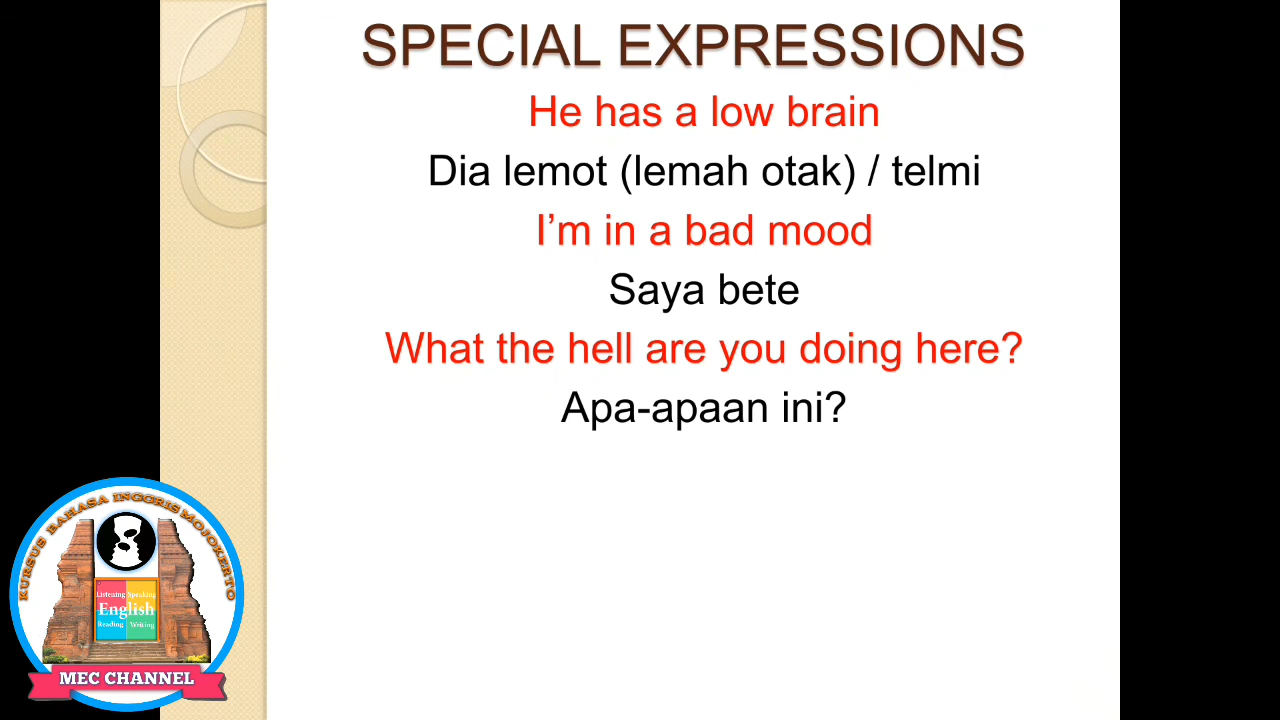 SPECIAL EXPRESSIONS
He has a low brain
Dia lemot (lemah otak) / telmi
I’m in a bad mood
Saya bete
What the hell are you doing here?
Apa-apaan ini?
KURSUS BAHASA INGGRIS MOJOKERTO
Listening Speaking
English
Reading Writing
MEC CHANNEL